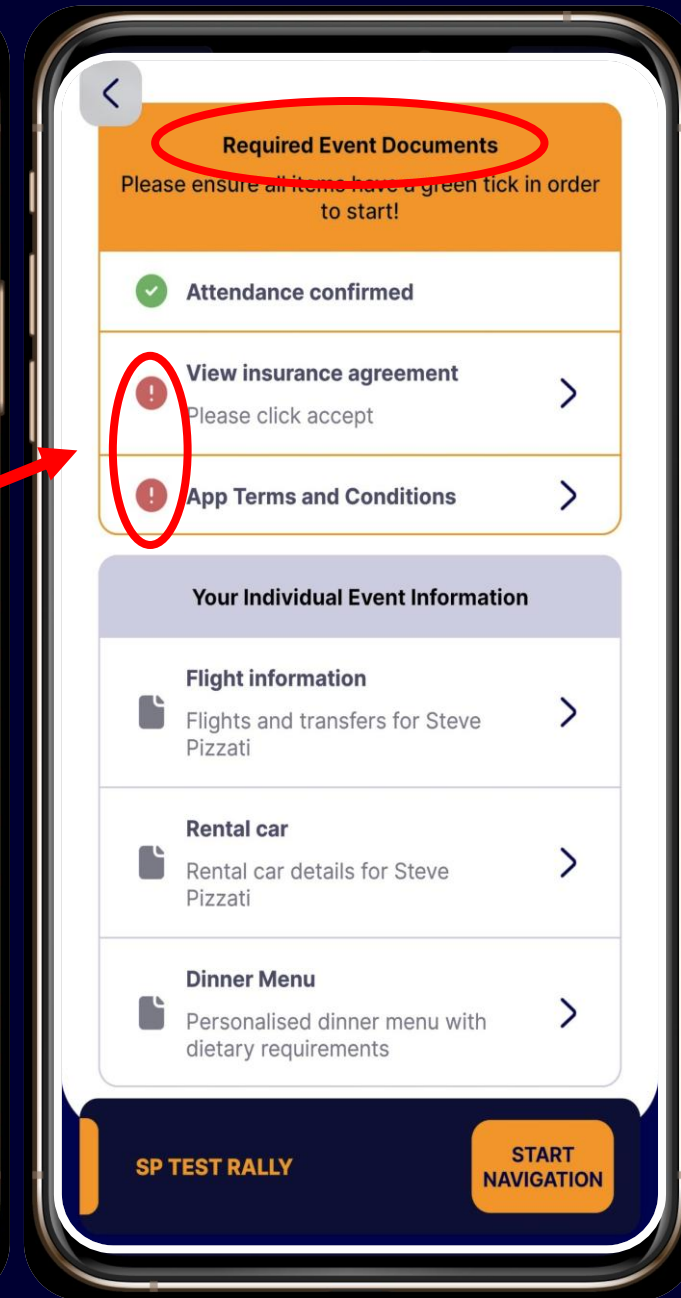 Required Event Documents
Please ensure all items have a green tick in order
to start!
Attendance confirmed
View insurance agreement
Please click accept
App Terms and Conditions
Your Individual Event Information
Flight information
Flights and transfers for Steve
Pizzati
Rental car
Rental car details for Steve
Pizzati
Dinner Menu
Personalised dinner menu with
dietary requirements
SP TEST RALLY
START
NAVIGATION